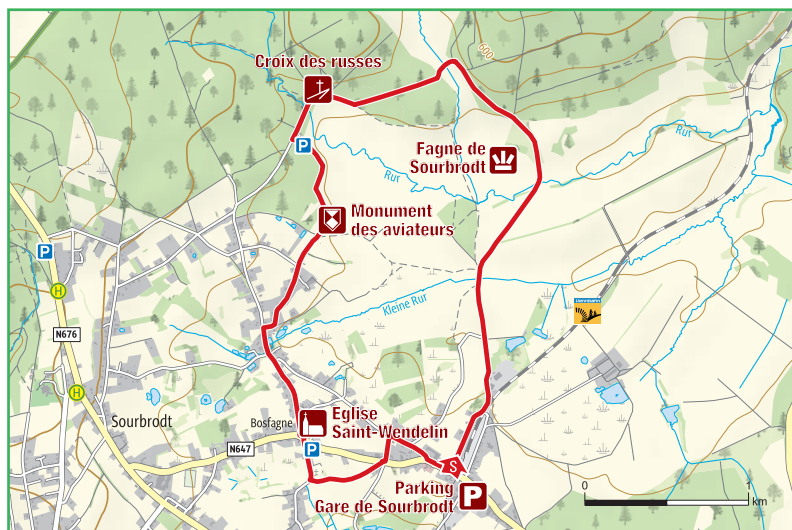 Croix des russes
600
P
Rur
Fagne de
Sourbrodt
Rur
Monument
des aviateurs
P
H
Kleine Rur
N676
H
Sourbrodt
Bosfagne
Eglise
Saint-Wendelin
N647
P
S
Parking
Gare de Sourbrodt
P
0
1
km